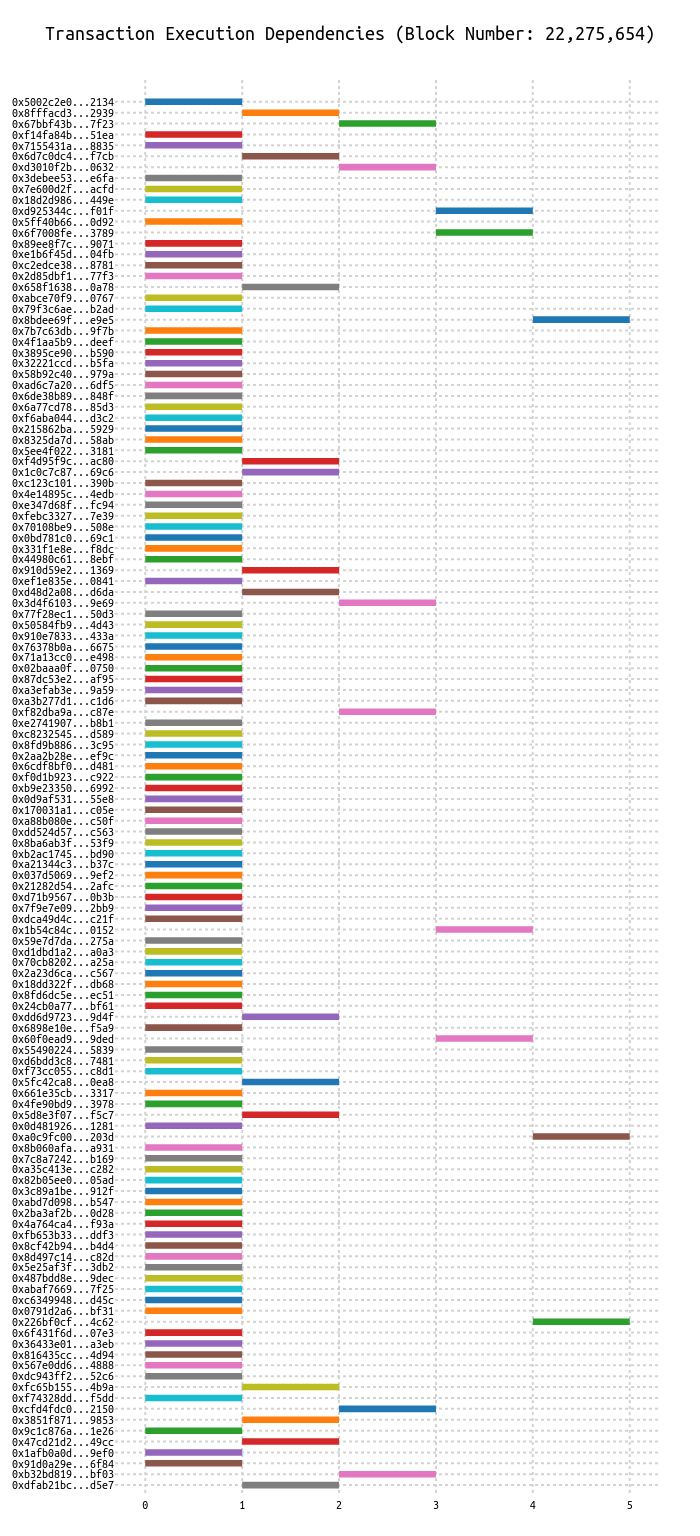 Transaction Execution Dependencies (Block Number: 22,275,654)
0x5002c2e0...2134
0x8fffacd3...2939
0x67bbf43b...7f23
0xf14fa84b...51ea
0x7155431a...8835
0x6d7c0dc4...f7cb
0xd3010f2b...0632
0x3debee53...e6fa
0x7e600d2f...acfd
0x18d2d986...449e
0xd925344c...f01f
0x5ff40b66...0d92
0x6f7008fe...3789
0x89ee8f7c...9071
0xe1b6f45d...04fb
0xc2edce38...8781
0x2d85dbf1...77f3
0x658f1638...0a78
0xabce70f9...0767
0x79f3c6ae...b2ad
0x8bdee69f...e9e5
0x7b7c63db...9f7b
0x4f1aa5b9...deef
0x3895ce90...b590
0x32221ccd...b5fa
0x58b92c40...979a
0xad6c7a20...6df5
0x6de38b89...848f
0x6a77cd78...85d3
0xf6aba044...d3c2
0x215862ba...5929
0x8325da7d...58ab
0x5ee4f022...3181
0xf4d95f9c...ac80
0x1c0c7c87...69c6
0xc123c101...390b
0x4e14895c...4edb
0xe347d68f...fc94
0xfebc3327...7e39
0x70108be9...508e
0x0bd781c0...69c1
0x331f1e8e...f8dc
0x44980c61...8ebf
0x910d59e2...1369
0xef1e835e...0841
0xd48d2a08...d6da
0x3d4f6103...9e69
0x77f28ec1...50d3
0x50584fb9...4d43
0x910e7833...433a
0x76378b0a...6675
0x71a13cc0...e498
0x02baaa0f...0750
0x87dc53e2...af95
0xa3efab3e...9a59
0xa3b277d1...c1d6
0xf82dba9a...c87e
0xe2741907...b8b1
0xc8232545...d589
0x8fd9b886...3c95
0x2aa2b28e...ef9c
0x6cdf8bf0...d481
0xf0d1b923...c922
0xb9e23350...6992
0x0d9af531...55e8
0x170031a1...c05e
0xa88b080e...c50f
0xdd524d57...c563
0x8ba6ab3f...53f9
0xb2ac1745...bd90
0xa21344c3...b37c
0x037d5069...9ef2
0x21282d54...2afc
0xd71b9567...0b3b
0x7f9e7e09...2bb9
0xdca49d4c...c21f
0x1b54c84c...0152
0x59e7d7da...275a
0xd1dbd1a2...a0a3
0x70cb8202...a25a
0x2a23d6ca...c567
0x18dd322f...db68
0x8fd6dc5e...ec51
0x24cb0a77...bf61
0xdd6d9723...9d4f
0x6898e10e...f5a9
0x60f0ead9...9ded
0x55490224...5839
0xd6bdd3c8...7481
0xf73cc055...c8d1
0x5fc42ca8...0ea8
0x661e35cb...3317
0x4fe90bd9...3978
0x5d8e3f07...f5c7
0x0d481926...1281
0xa0c9fc00...203d
0x8b060afa...a931
0x7c8a7242...b169
0xa35c413e...c282
0x82b05ee0...05ad
0x3c89a1be...912f
0xabd7d098...b547
0x2ba3af2b...0d28
0x4a764ca4...f93a
0xfb653b33...ddf3
0x8cf42b94...b4d4
0x8d497c14...c82d
0x5e25af3f...3db2
0x487bdd8e...9dec
0xabaf7669...7f25
0xc6349948...d45c
0x0791d2a6...bf31
0x226bf0cf...4c62
0x6f431f6d...07e3
0x36433e01...a3eb
0x816435cc...4d94
0x567e0dd6...4888
0xdc943ff2...52c6
0xfc65b155...4b9a
0xf74328dd...f5dd
0xcfd4fdc0...2150
0x3851f871...9853
0x9c1c876a...1e26
0x47cd21d2...49cc
0x1afb0a0d...9ef0
0x91d0a29e...6f84
0xb32bd819...bf03
0xdfab21bc...d5e7
0 1 2 3 4 5